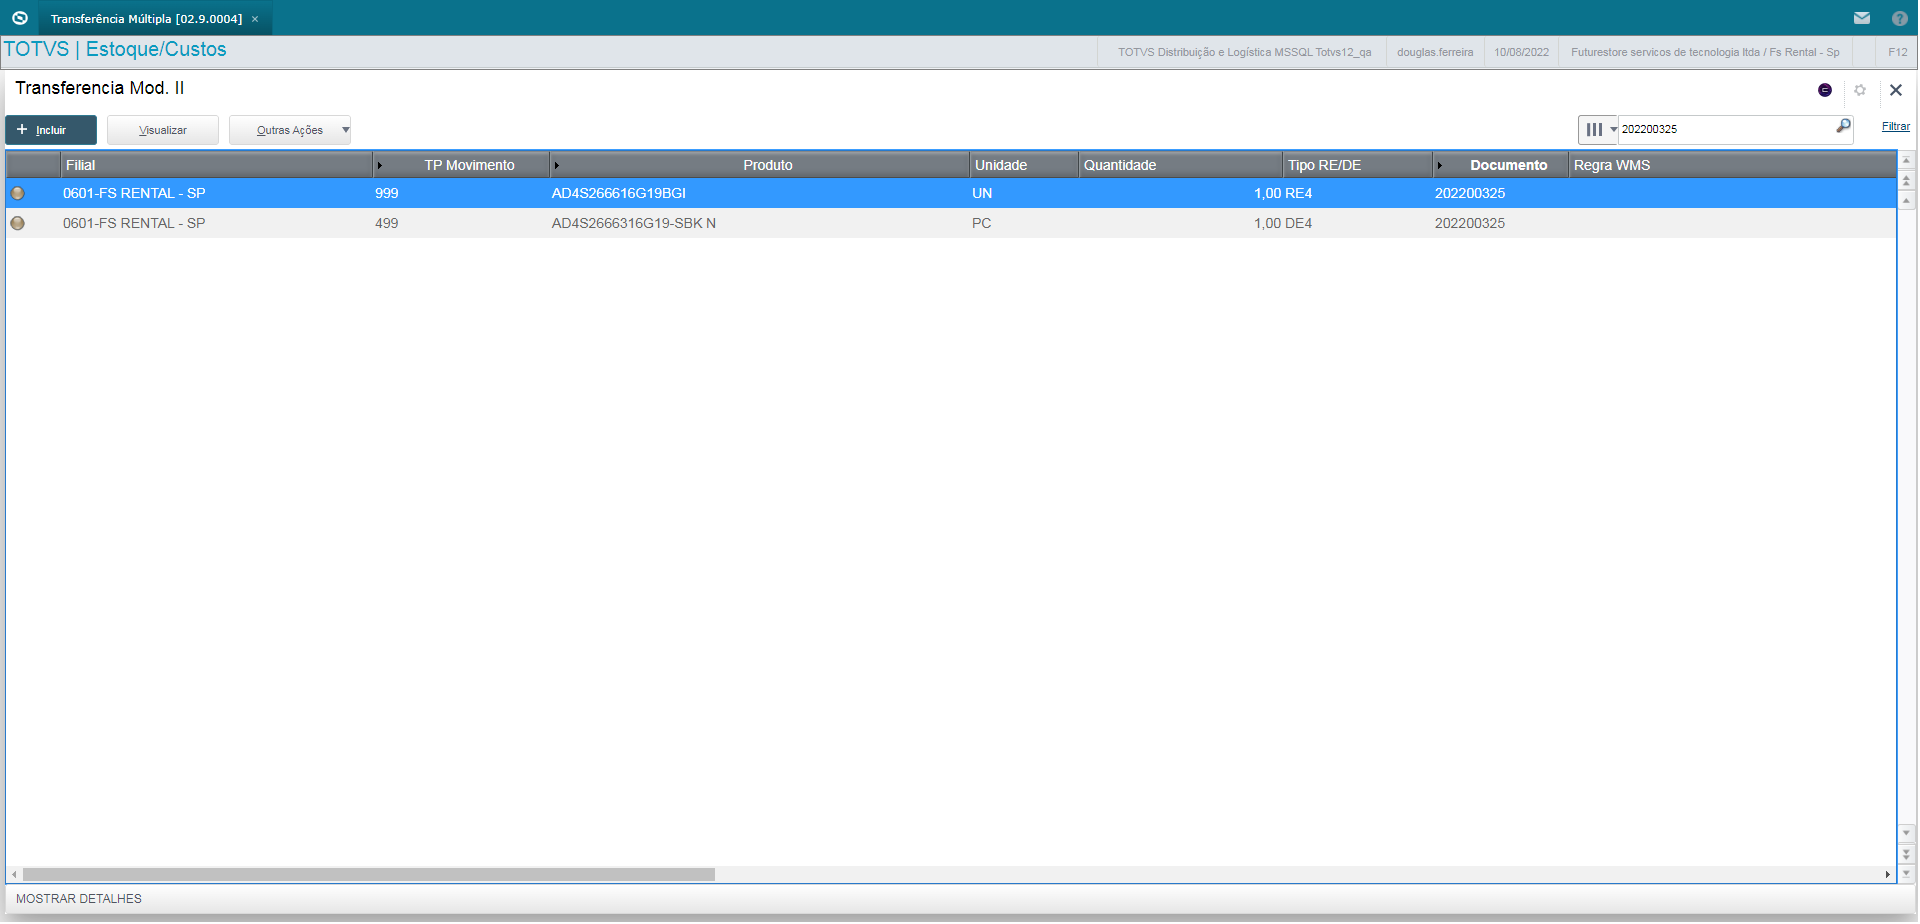 Transferência Múltipla [02.9.0004] ×
TOTVS | Estoque/Custos
TOTVS Distribuição e Logística MSSQL Totvs12_qa douglas.ferreira 10/08/2022 Futurestore servicos de tecnologia ltda / Fs Rental - Sp F12
Transferencia Mod. II
+ Incluir Visualizar Outras Ações 202200325 Filtrar
Filial TP Movimento Produto Unidade Quantidade Tipo RE/DE Documento Regra WMS
0601-FS RENTAL - SP 999 AD4S266616G19BGI UN 1,00 RE4 202200325
0601-FS RENTAL - SP 499 AD4S2666316G19-SBK N PC 1,00 DE4 202200325
MOSTRAR DETALHES